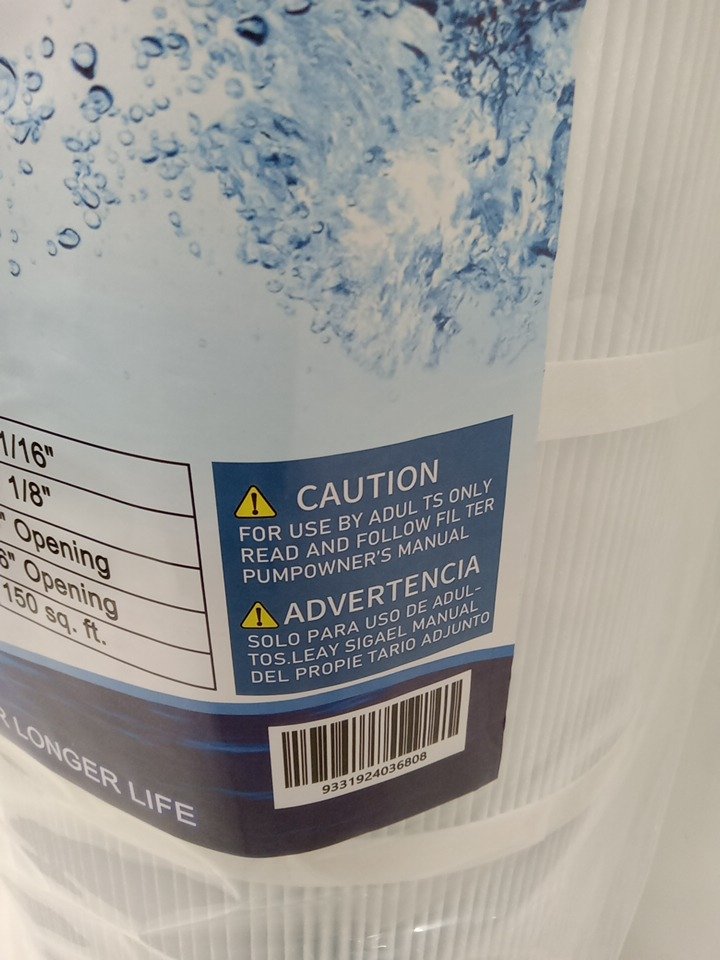 1/16"
1/8"
" Opening
6" Opening
150 sq. ft.
CAUTION
FOR USE BY ADUL TS ONLY
READ AND FOLLOW FIL TER
PUMPOWNER'S MANUAL
ADVERTENCIA
SOLO PARA USO DE ADUL-
TOS.LEAY SIGAEL MANUAL
DEL PROPIE TARIO ADJUNTO
R LONGER LIFE
9331924036808